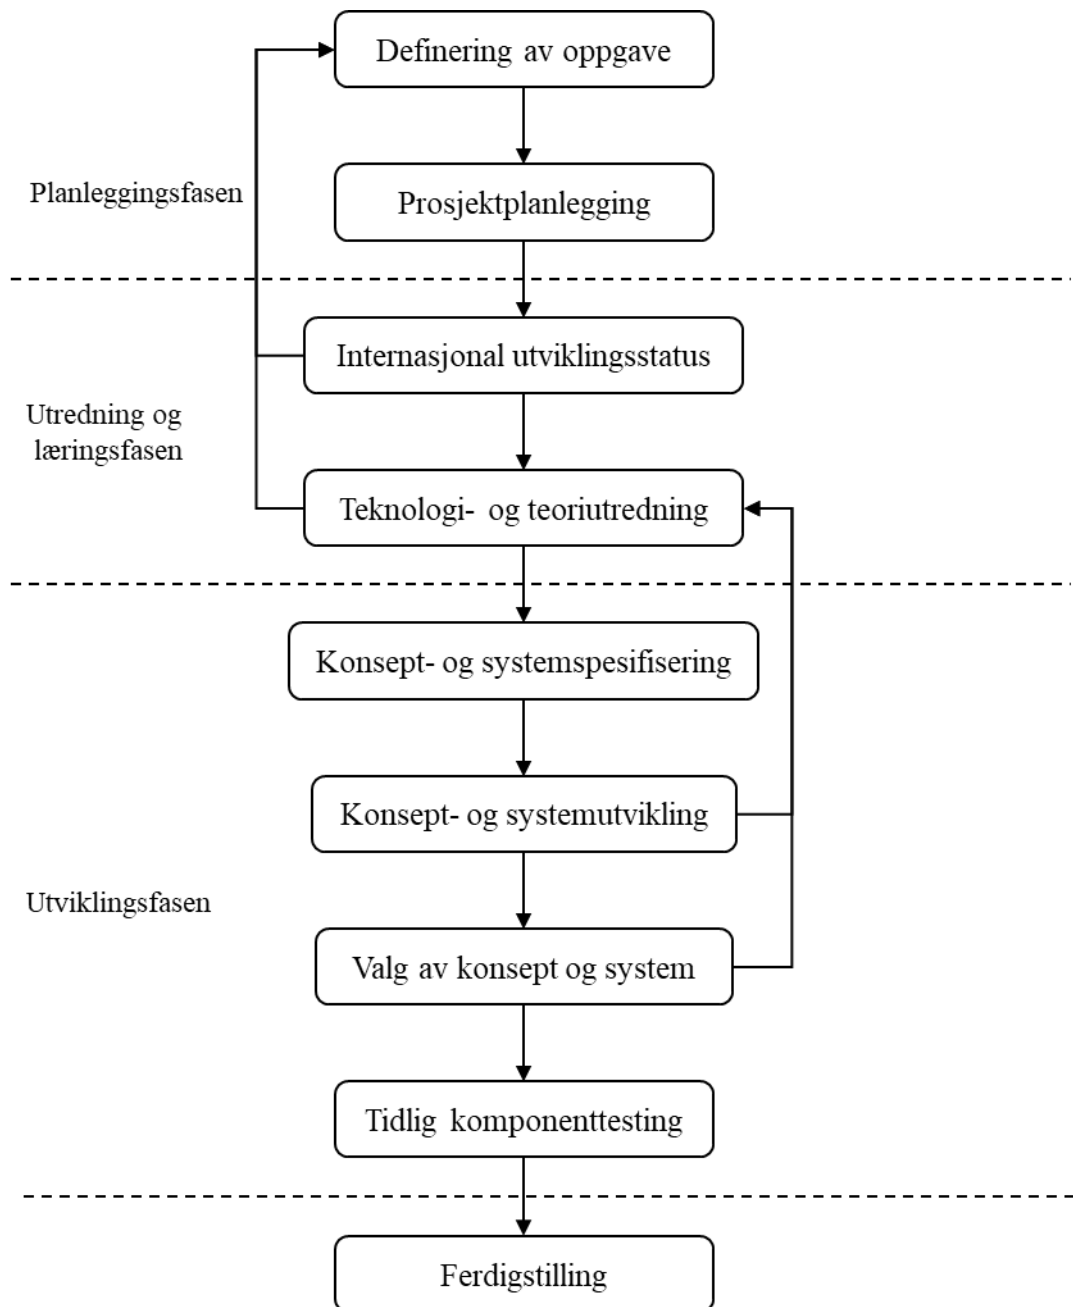 Definering av oppgave
Planleggingsfasen
Prosjektplanlegging
Internasjonal utviklingsstatus
Utredning og
læringsfasen
Teknologi- og teoriutredning
Konsept- og systemspesifisering
Konsept- og systemutvikling
Utviklingsfasen
Valg av konsept og system
Tidlig komponenttesting
Ferdigstilling